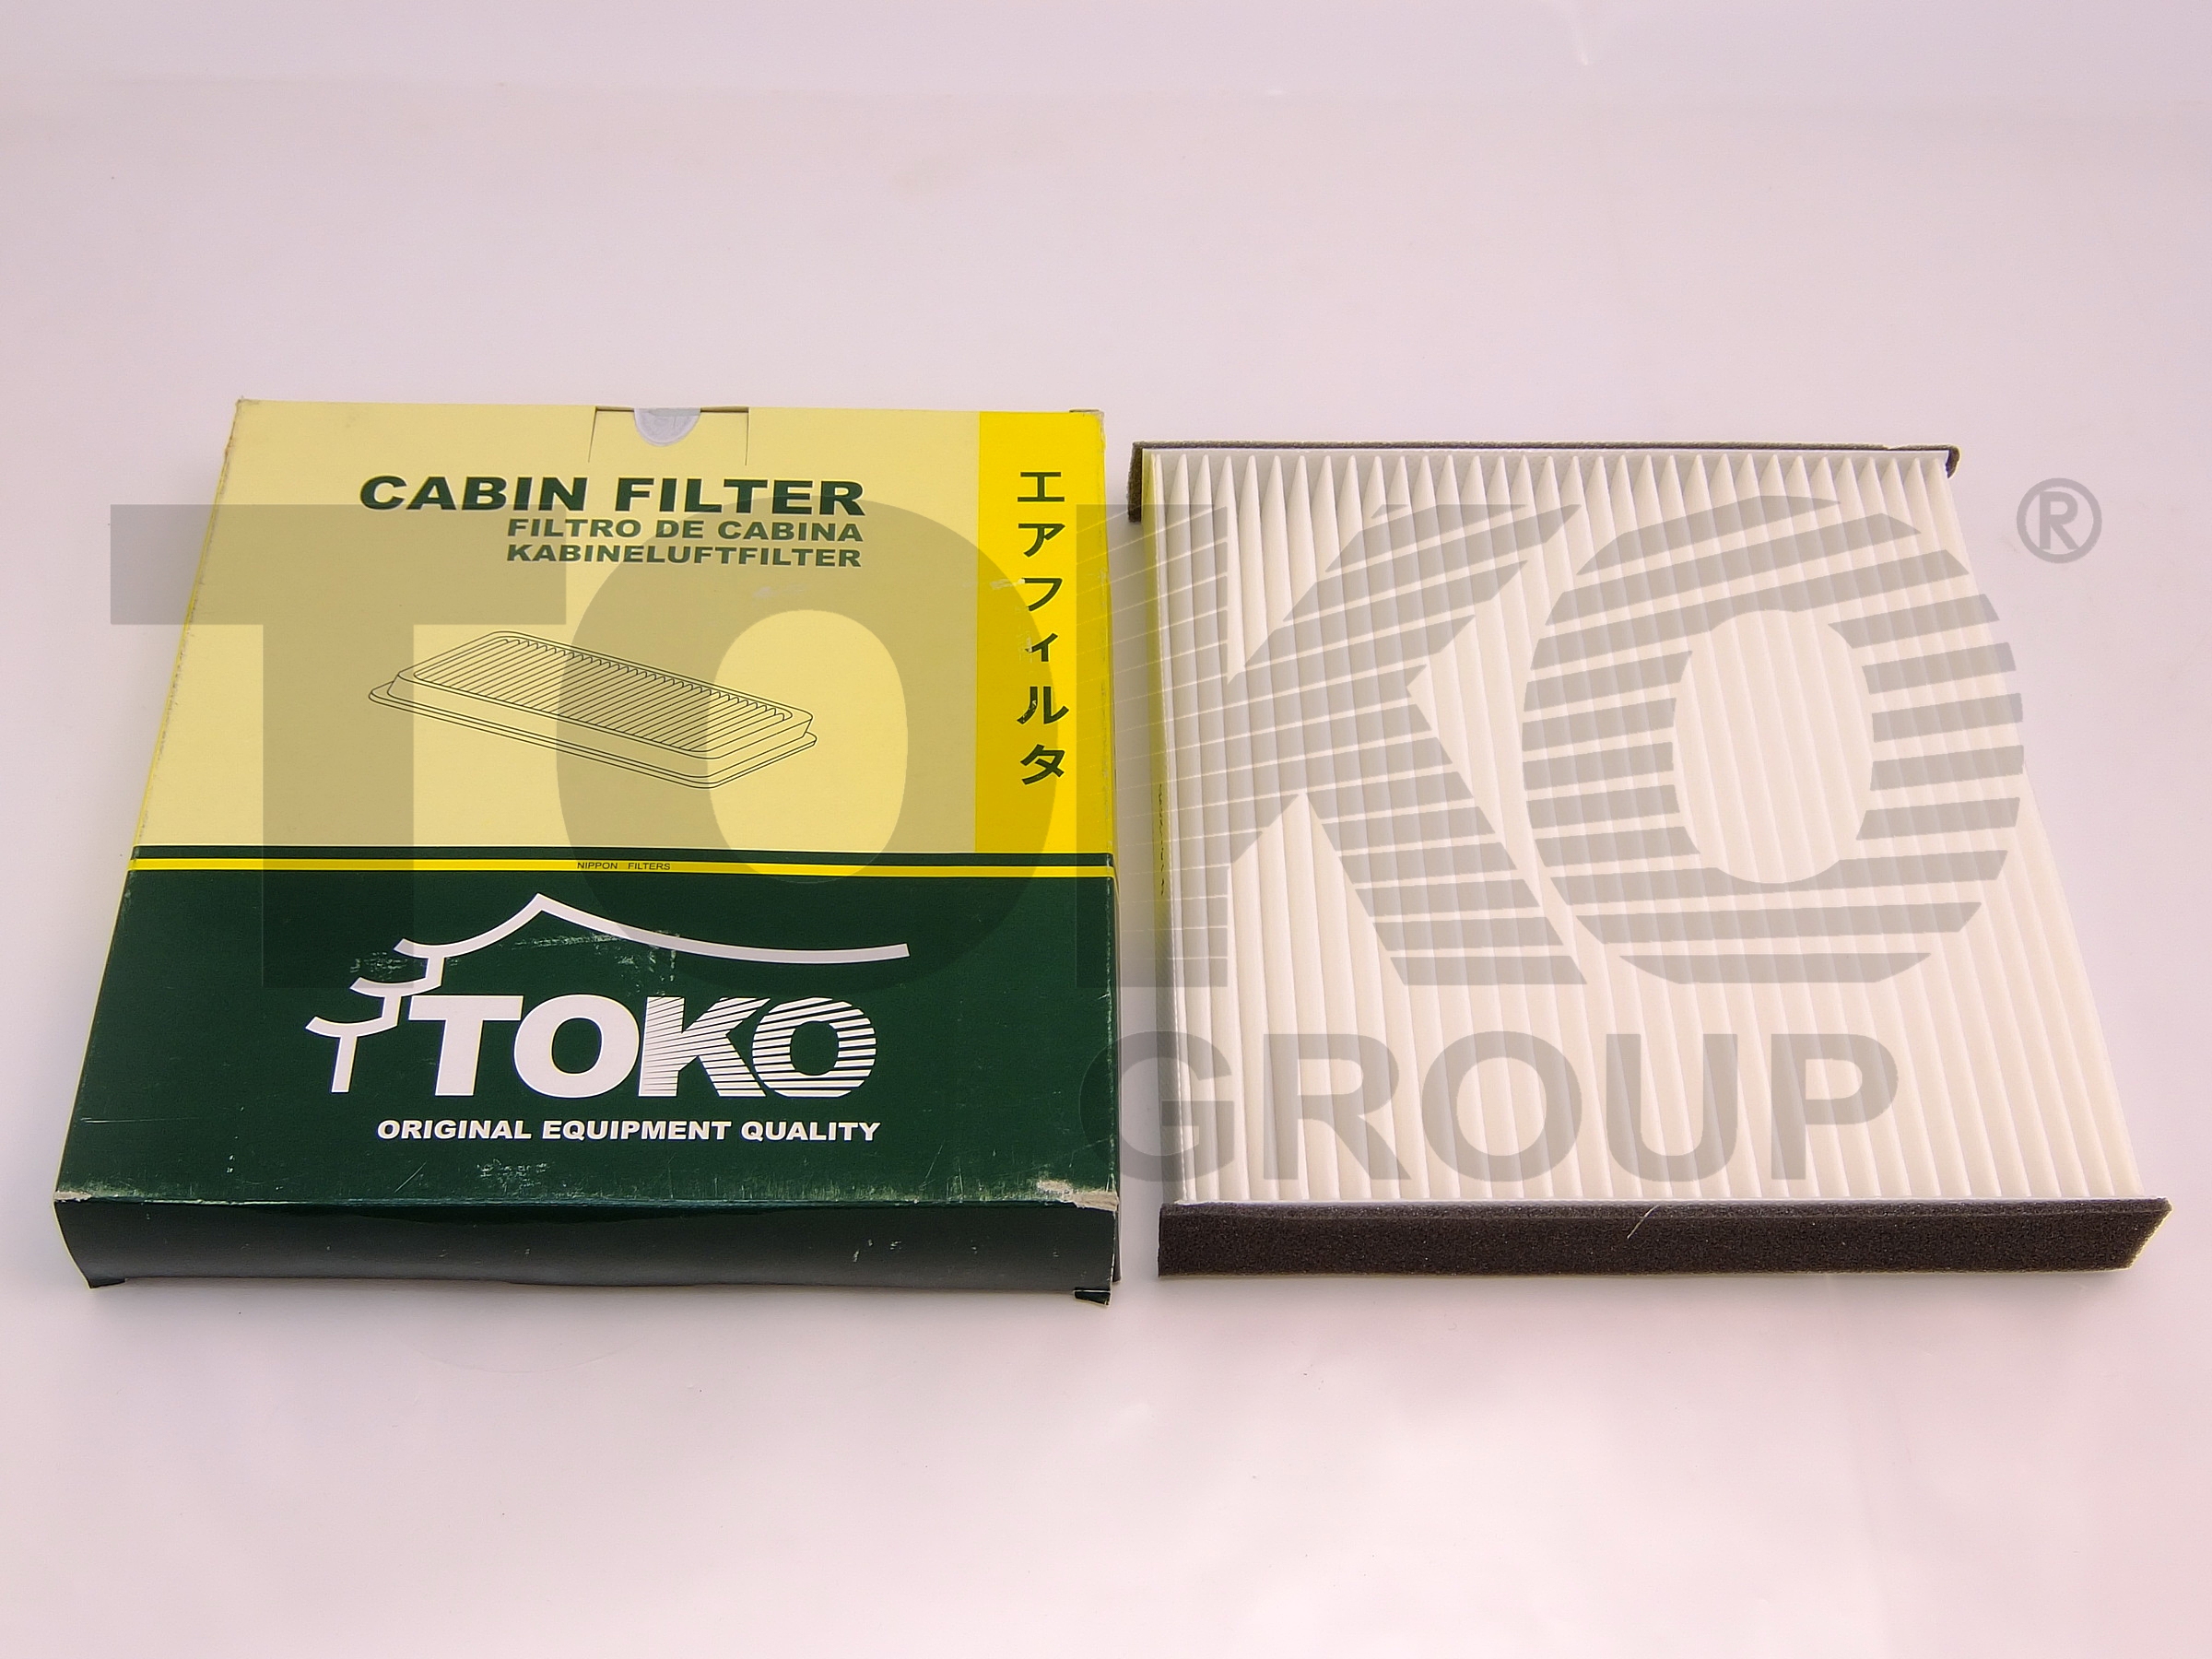 CABIN FILTER
FILTRO DE CABINA
KABINELUFTFILTER
エアフィルタ
NIPPON FILTERS
TOKO
ORIGINAL EQUIPMENT QUALITY
TOKO ®
GROUP